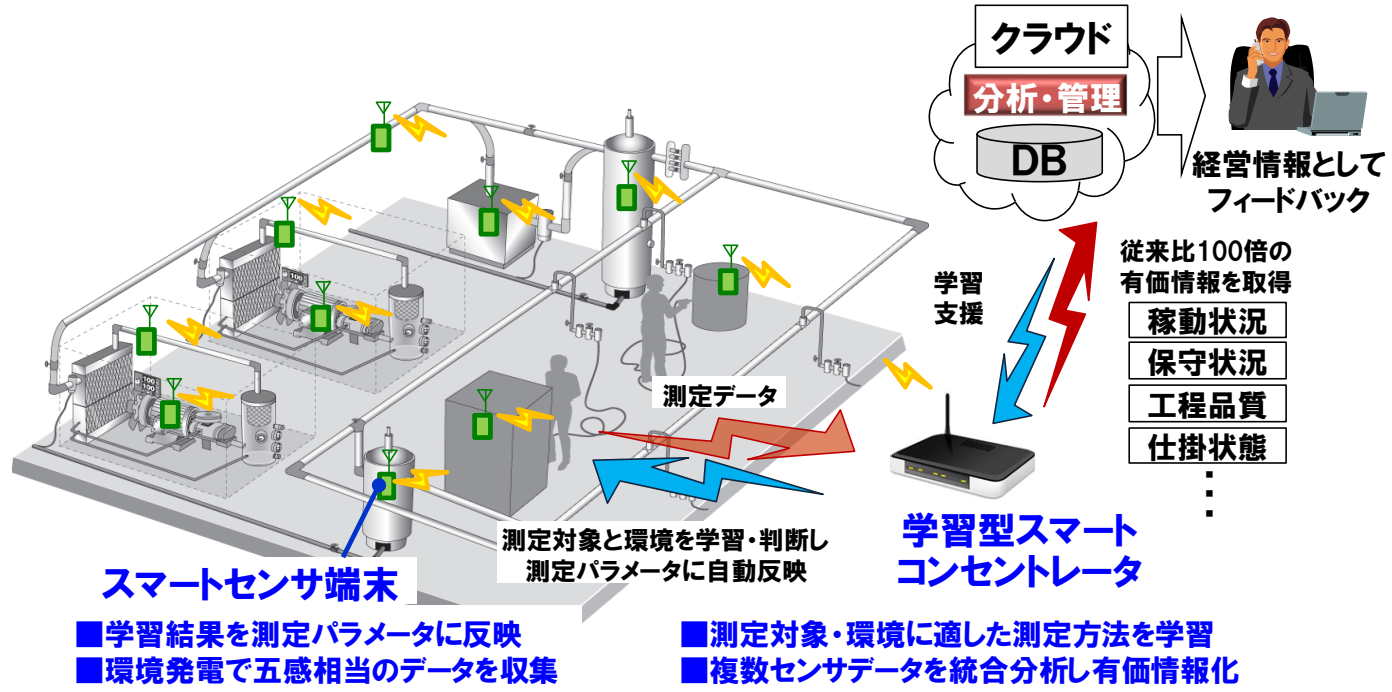 クラウド
分析・管理
DB
経営情報として
フィードバック
従来比100倍の
有価情報を取得
稼動状況
保守状況
工程品質
仕掛状態
・
・
・
学習
支援
測定データ
測定対象と環境を学習・判断し
測定パラメータに自動反映
学習型スマート
コンセントレータ
スマートセンサ端末
■学習結果を測定パラメータに反映
■環境発電で五感相当のデータを収集
■測定対象・環境に適した測定方法を学習
■複数センサデータを統合分析し有価情報化